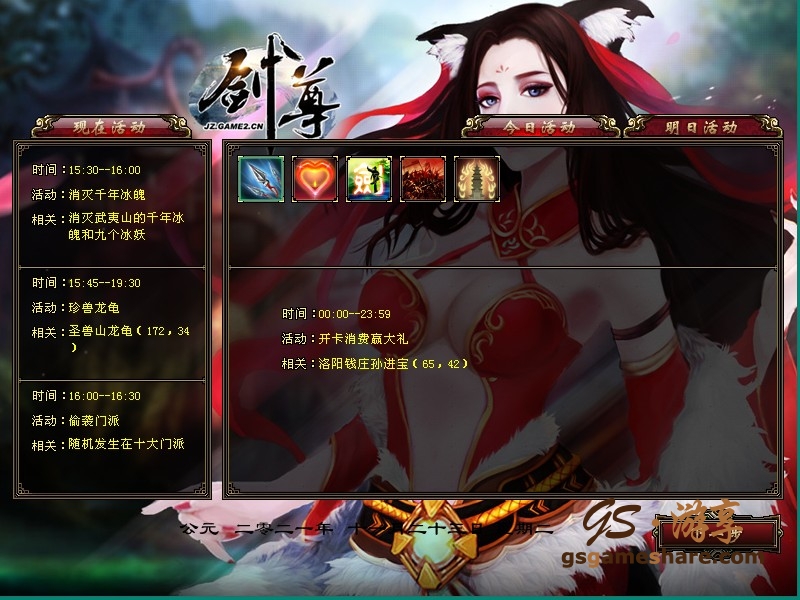 剑尊
JZ.GAME2.CN
现在活动
今日活动
明日活动
时间：15:30--16:00
活动：消灭千年冰魄
相关：消灭武夷山的千年冰
魄和九个冰妖
时间：15:45--19:30
活动：珍兽龙龟
相关：圣兽山龙龟（172，34
）
时间：16:00--16:30
活动：偷袭门派
相关：随机发生在十大门派
双
时间：00:00--23:59
活动：开卡消费赢大礼
相关：洛阳钱庄孙进宝（65，42）
公元 二零二一年
GS 游享
gsgameshare.com